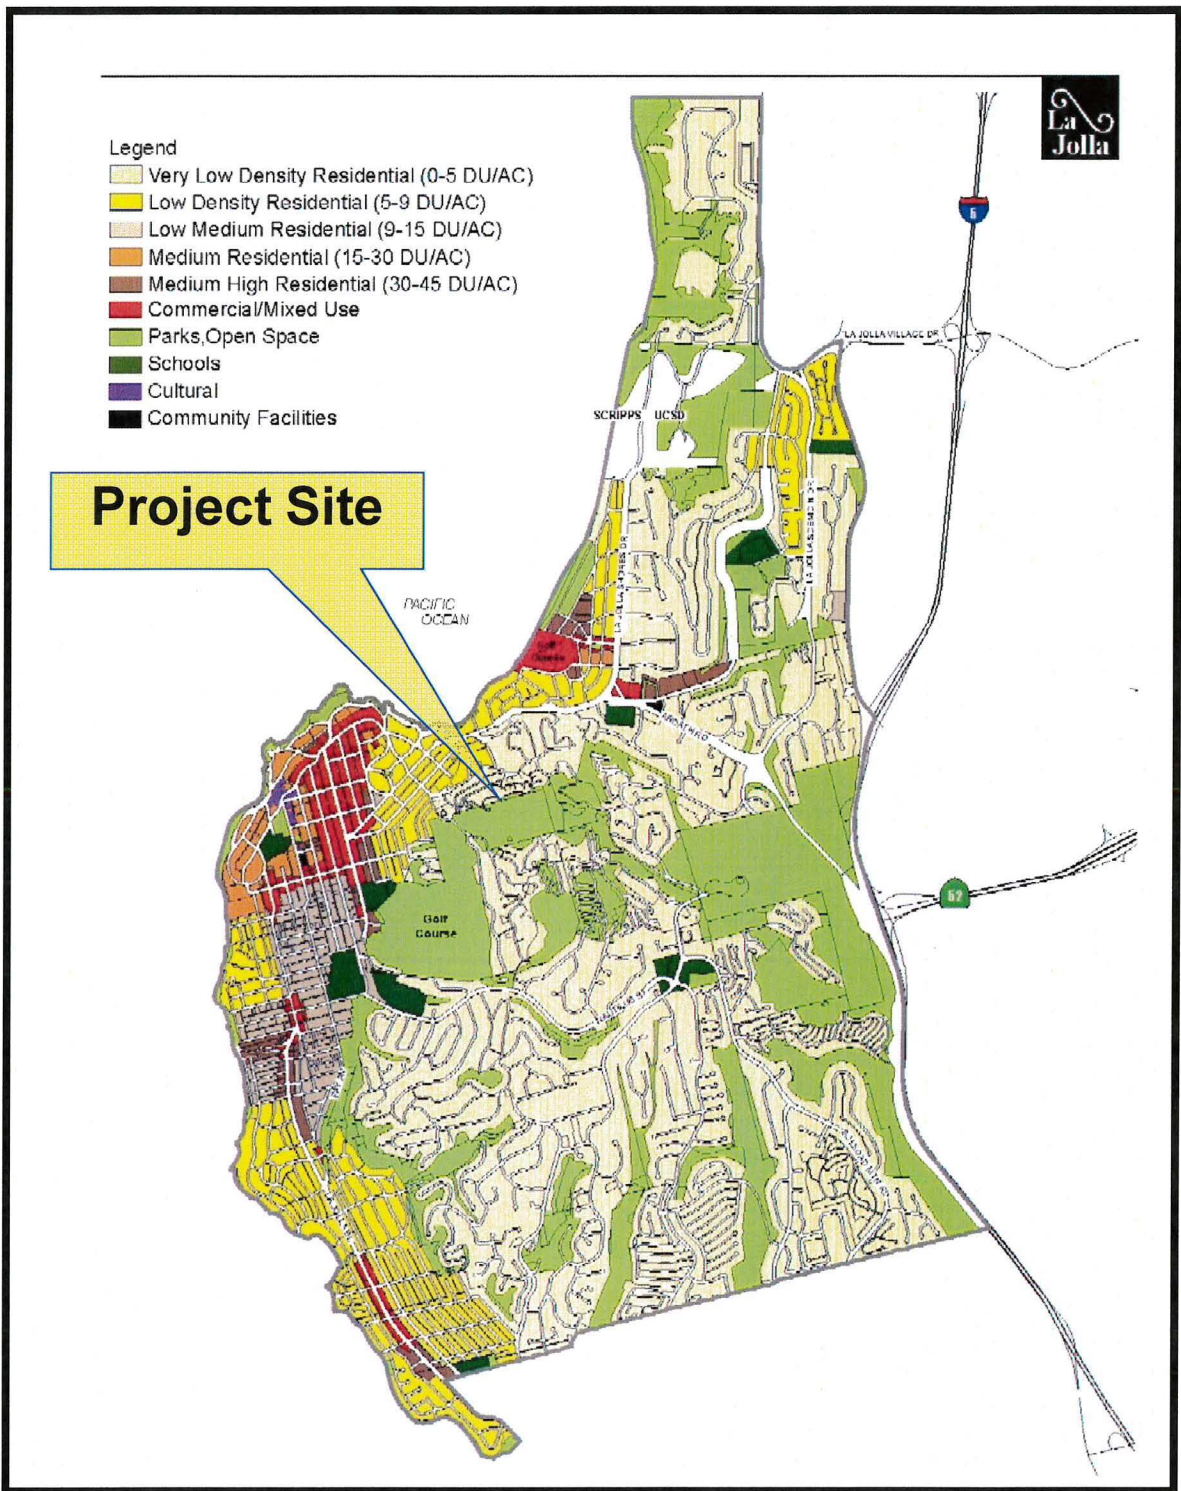 La
Jolla
Legend
Very Low Density Residential (0-5 DU/AC)
Low Density Residential (5-9 DU/AC)
Low Medium Residential (9-15 DU/AC)
Medium Residential (15-30 DU/AC)
Medium High Residential (30-45 DU/AC)
Commercial/Mixed Use
Parks,Open Space
Schools
Cultural
Community Facilities
5
LA JOLLA VILLAGE DR
SCRIPPS UCSD
Project Site
LA JOLLA SHORES DR
PACIFIC
OCEAN
52
Golf
Course